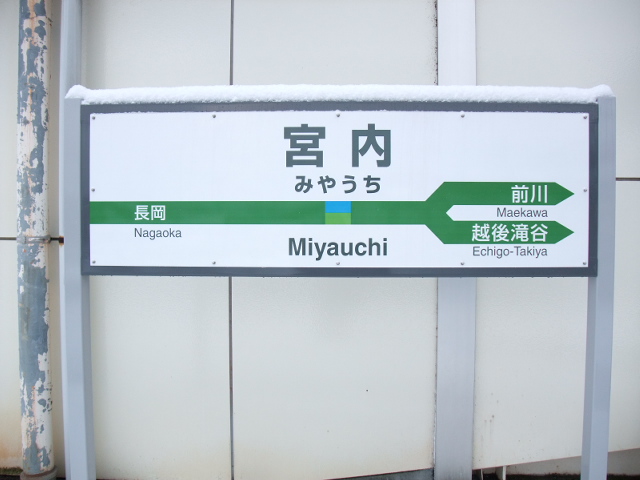 宮内
みやうち
長岡
Nagaoka
前川
Maekawa
越後滝谷
Echigo-Takiya
Miyauchi